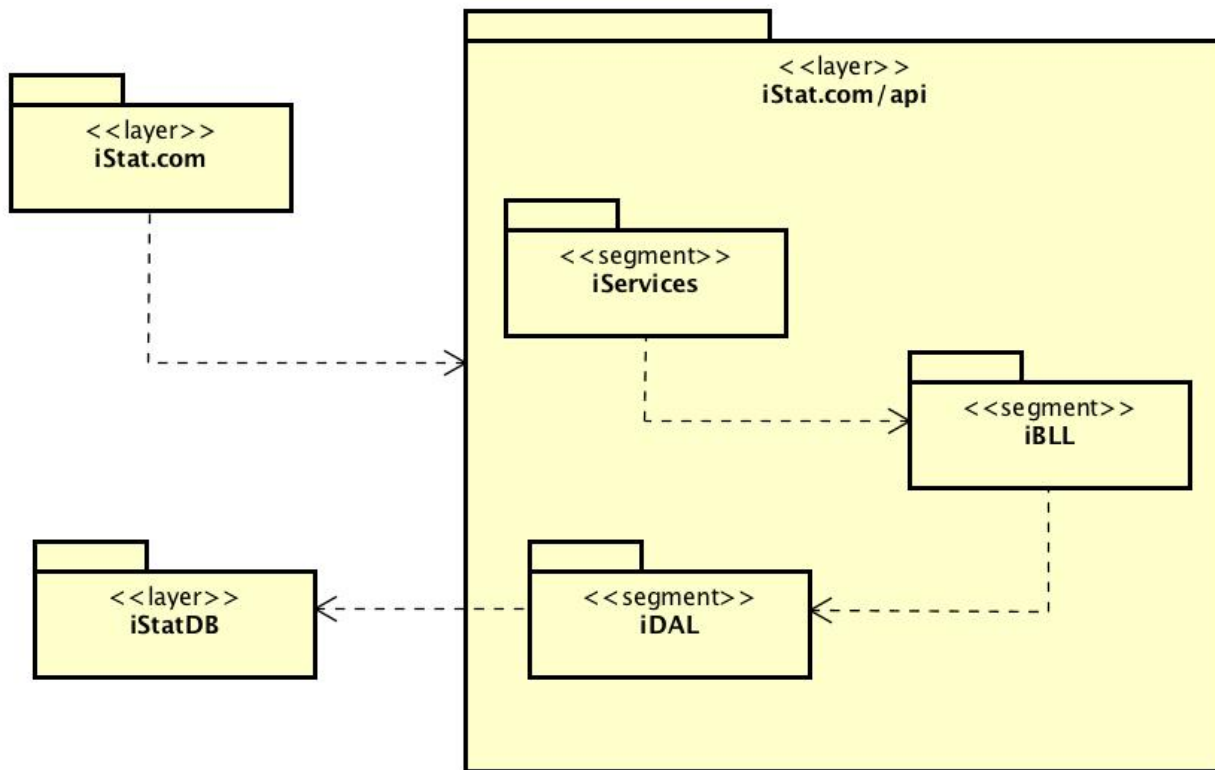 <<layer>>
iStat.com/api
<<layer>>
iStat.com
<<segment>>
iServices
<<segment>>
iBLL
<<layer>>
iStatDB
<<segment>>
iDAL